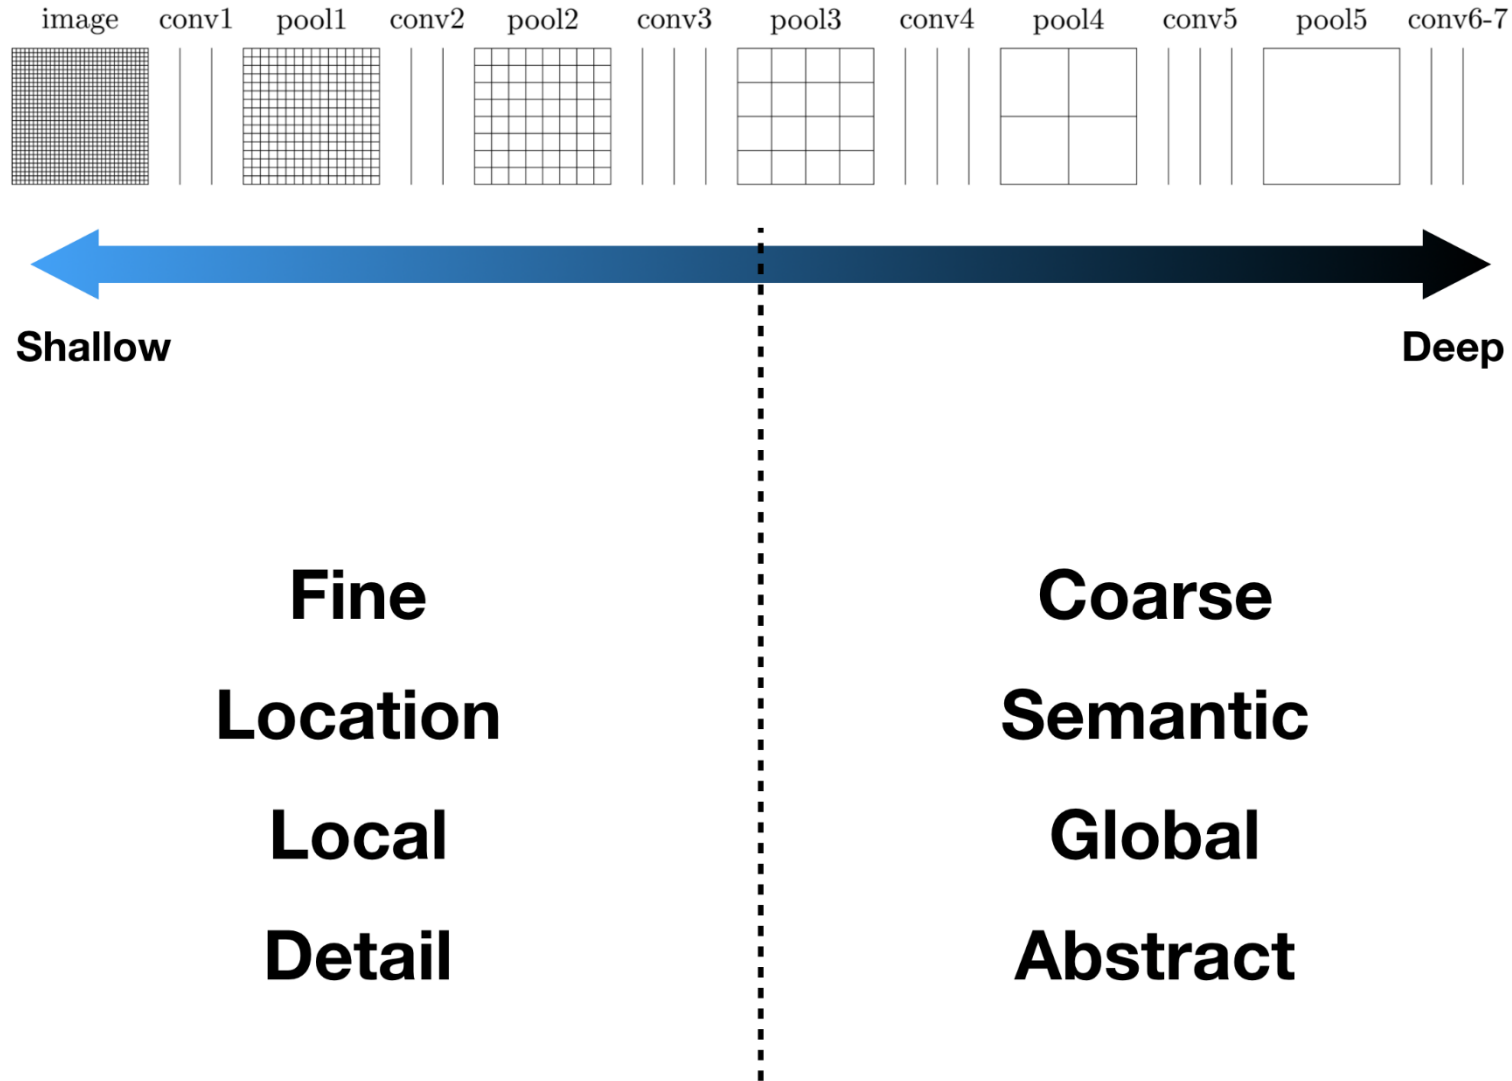 image conv1 pool1 conv2 pool2 conv3 pool3 conv4 pool4 conv5 pool5 conv6-7
Shallow Deep
Fine Coarse
Location Semantic
Local Global
Detail Abstract